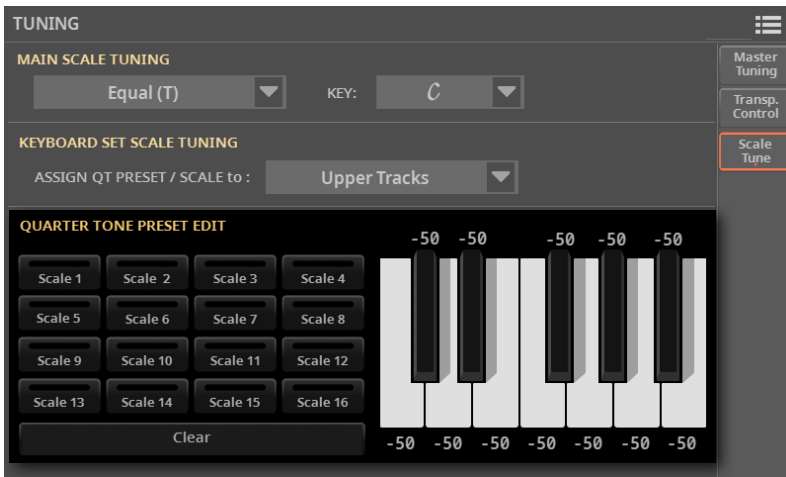 TUNING
MAIN SCALE TUNING
Equal (T) KEY: C
Master Tuning
Transp. Control
KEYBOARD SET SCALE TUNING
Scale Tune
ASSIGN QT PRESET / SCALE to : Upper Tracks
QUARTER TONE PRESET EDIT
-50 -50 -50 -50 -50
Scale 1 Scale 2 Scale 3 Scale 4
Scale 5 Scale 6 Scale 7 Scale 8
Scale 9 Scale 10 Scale 11 Scale 12
Scale 13 Scale 14 Scale 15 Scale 16
Clear
-50 -50 -50 -50 -50 -50 -50